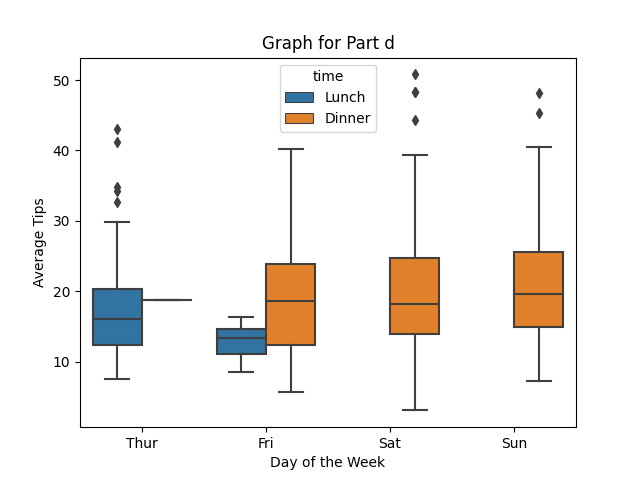 Graph for Part d
time
Lunch
Dinner
Average Tips
50
40
30
20
10
Thur Fri Sat Sun
Day of the Week